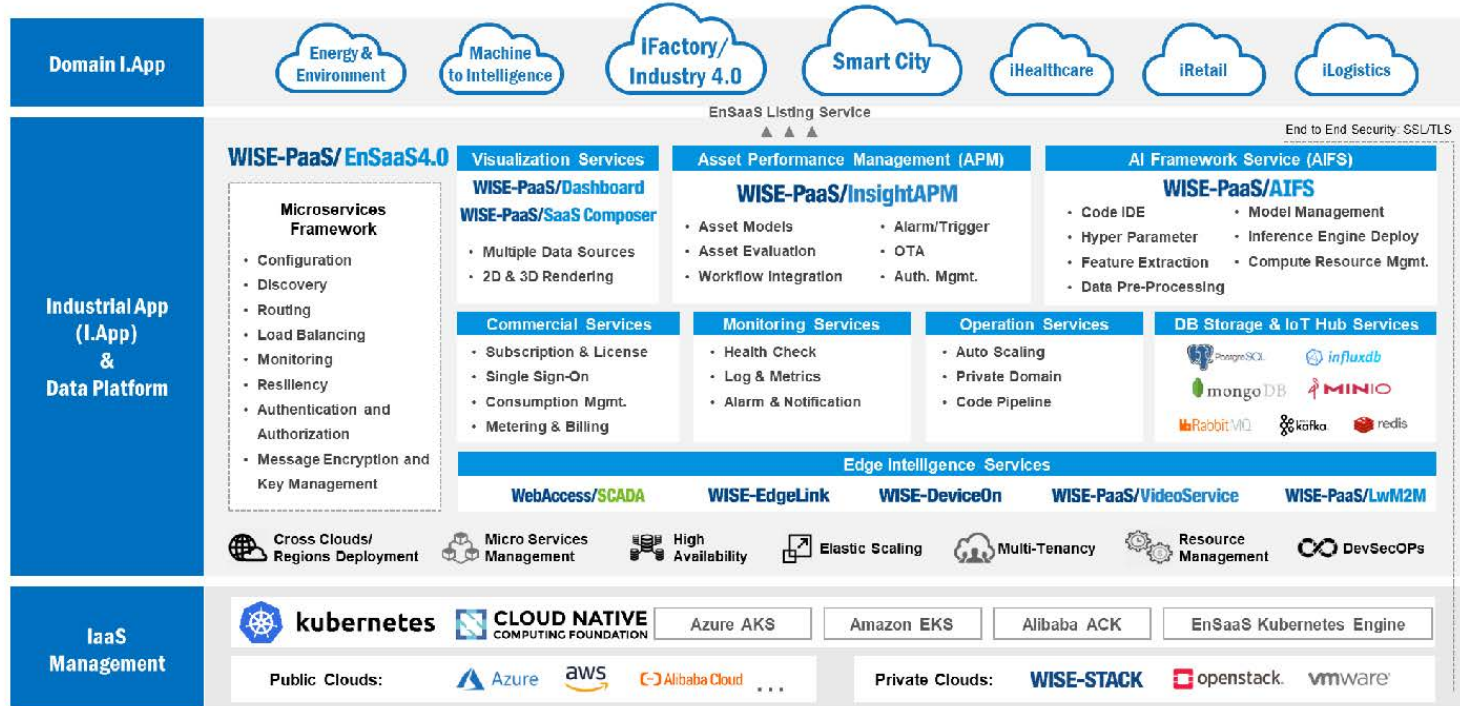 Domain I.App
Energy &
Environment
Machine
to Intelligence
iFactory/
Industry 4.0
Smart City
iHealthcare
iRetail
iLogistics
EnSaaS Listing Service
End to End Security: SSL/TLS
Industrial App
(I.App)
&
Data Platform
WISE-PaaS/EnSaaS4.0
Microservices
Framework
• Configuration
• Discovery
• Routing
• Load Balancing
• Monitoring
• Resiliency
• Authentication and
Authorization
• Message Encryption and
Key Management
Visualization Services
WISE-PaaS/Dashboard
WISE-PaaS/SaaS Composer
• Multiple Data Sources
• 2D & 3D Rendering
Asset Performance Management (APM)
WISE-PaaS/InsightAPM
• Asset Models
• Asset Evaluation
• Workflow Integration
• Alarm/Trigger
• OTA
• Auth. Mgmt.
AI Framework Service (AIFS)
WISE-PaaS/AIFS
• Code IDE
• Hyper Parameter
• Feature Extraction
• Data Pre-Processing
• Model Management
• Inference Engine Deploy
• Compute Resource Mgmt.
Commercial Services
• Subscription & License
• Single Sign-On
• Consumption Mgmt.
• Metering & Billing
Monitoring Services
• Health Check
• Log & Metrics
• Alarm & Notification
Operation Services
• Auto Scaling
• Private Domain
• Code Pipeline
DB Storage & IoT Hub Services
PostgreSQL
influxdb
mongoDB
MINIO
RabbitMQ
kafka
redis
Edge Intelligence Services
WebAccess/SCADA
WISE-EdgeLink
WISE-DeviceOn
WISE-PaaS/VideoService
WISE-PaaS/LwM2M
Cross Clouds/
Regions Deployment
Micro Services
Management
High
Availability
Elastic Scaling
Multi-Tenancy
Resource
Management
DevSecOPs
IaaS
Management
kubernetes
CLOUD NATIVE
COMPUTING FOUNDATION
Azure AKS
Amazon EKS
Alibaba ACK
EnSaaS Kubernetes Engine
Public Clouds:
Azure
aws
Alibaba Cloud
...
Private Clouds:
WISE-STACK
openstack.
vmware